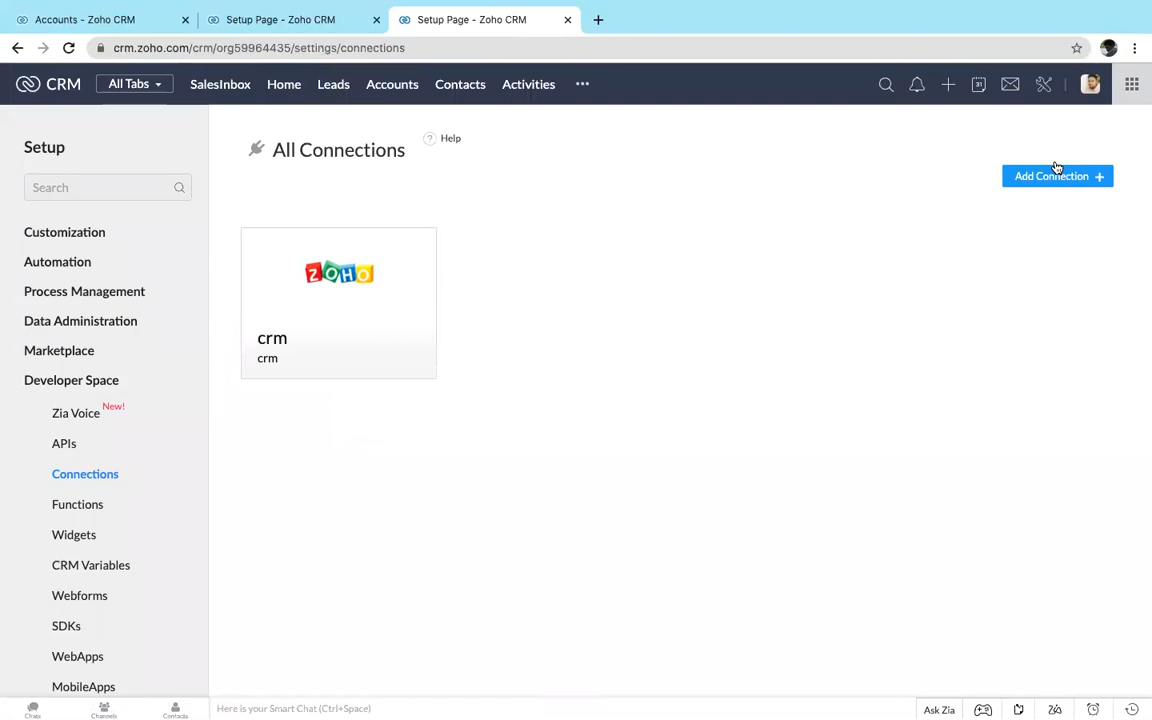 Accounts - Zoho CRM
Setup Page - Zoho CRM
Setup Page - Zoho CRM
crm.zoho.com/crm/org59964435/settings/connections
CRM
All Tabs
SalesInbox
Home
Leads
Accounts
Contacts
Activities
31
Setup
Search
Customization
Automation
Process Management
Data Administration
Marketplace
Developer Space
Zia Voice New!
APIs
Connections
Functions
Widgets
CRM Variables
Webforms
SDKs
WebApps
MobileApps
All Connections
? Help
Add Connection +
ZOHO
crm
crm
Chats
Channels
Contacts
Here is your Smart Chat (Ctrl+Space)
Ask Zia